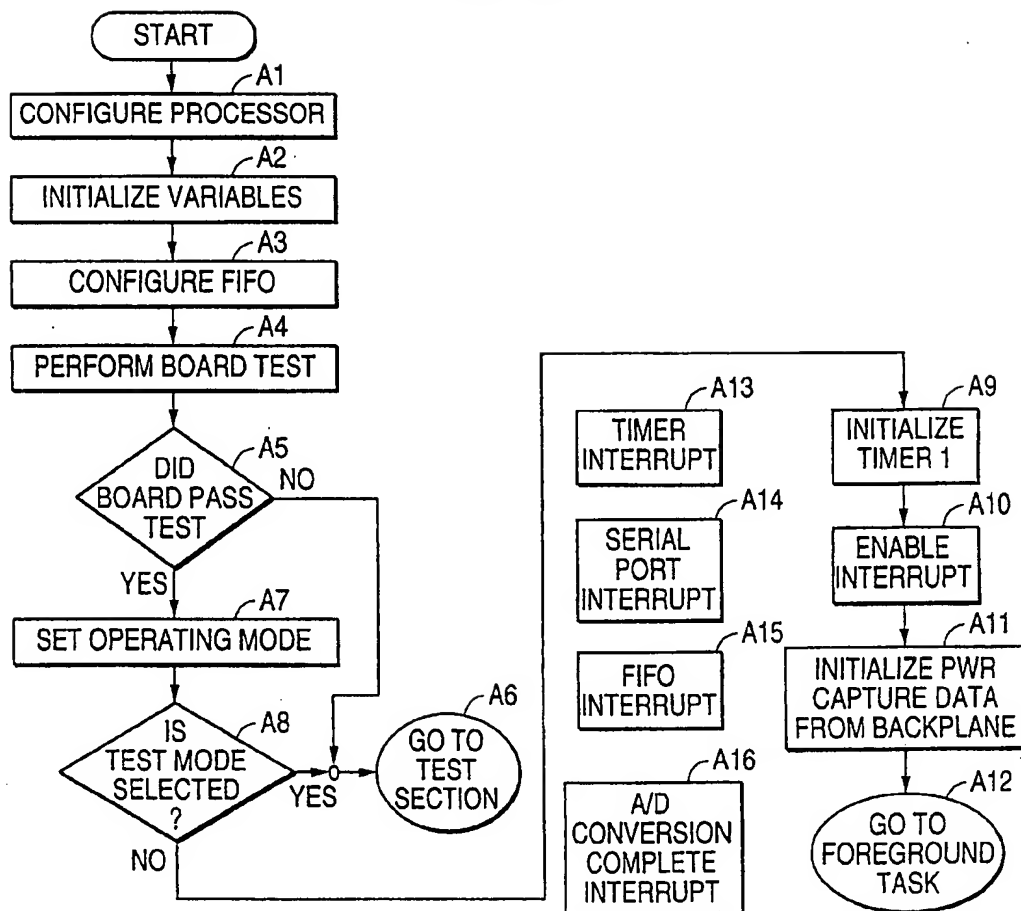 START
A1
CONFIGURE PROCESSOR
A2
INITIALIZE VARIABLES
A3
CONFIGURE FIFO
A4
PERFORM BOARD TEST
A5
DID
BOARD PASS
TEST
NO
YES
A7
SET OPERATING MODE
A8
IS
TEST MODE
SELECTED
?
YES
NO
A6
GO TO
TEST
SECTION
A13
TIMER
INTERRUPT
A14
SERIAL
PORT
INTERRUPT
A15
FIFO
INTERRUPT
A16
A/D
CONVERSION
COMPLETE
INTERRUPT
A9
INITIALIZE
TIMER 1
A10
ENABLE
INTERRUPT
A11
INITIALIZE PWR
CAPTURE DATA
FROM BACKPLANE
A12
GO TO
FOREGROUND
TASK